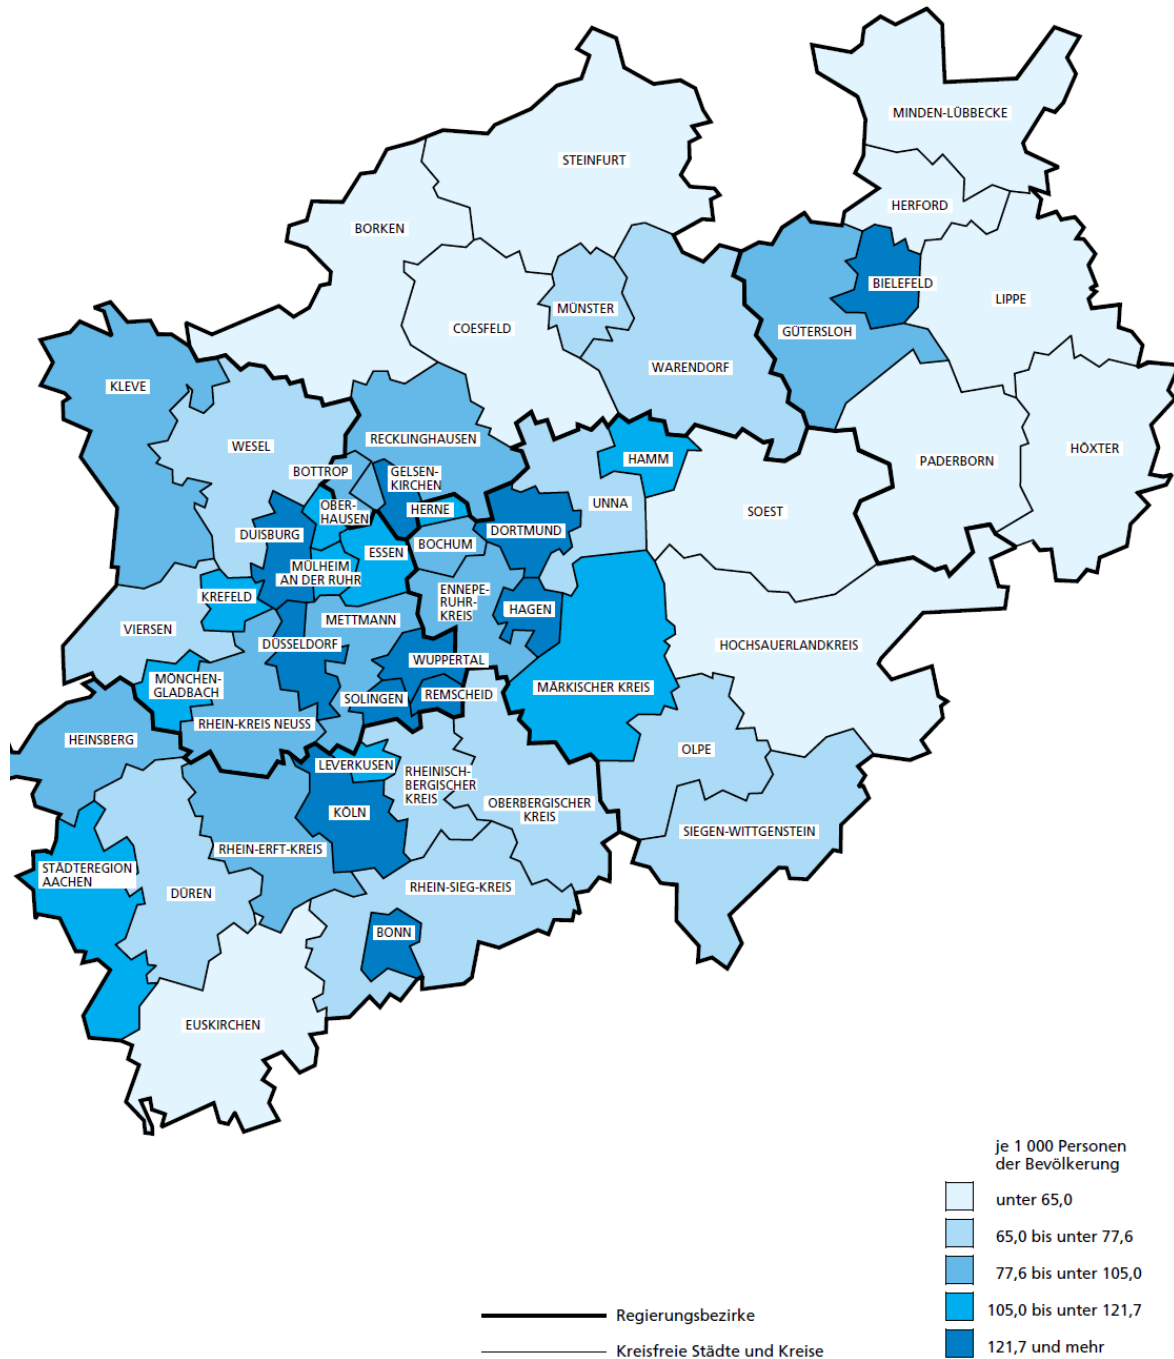 MINDEN-LÜBBECKE
STEINFURT
HERFORD
BORKEN
BIELEFELD
LIPPE
MÜNSTER
COESFELD
GÜTERSLOH
WARENDORF
KLEVE
RECKLINGHAUSEN
WESEL
HÖXTER
HAMM
PADERBORN
BOTTROP
GELSEN-
KIRCHEN
UNNA
OBER-
HAUSEN
HERNE
SOEST
DUISBURG
DORTMUND
BOCHUM
ESSEN
MÜLHEIM
AN DER RUHR
KREFELD
ENNEPE-
RUHR-
KREIS
HAGEN
METTMANN
VIERSEN
DÜSSELDORF
HOCHSAUERLANDKREIS
WUPPERTAL
MÖNCHEN-
GLADBACH
MÄRKISCHER KREIS
REMSCHEID
SOLINGEN
RHEIN-KREIS NEUSS
HEINSBERG
OLPE
LEVERKUSEN
RHEINISCH-
BERGISCHER
KREIS
OBERBERGISCHER
KREIS
KÖLN
SIEGEN-WITTGENSTEIN
RHEIN-ERFT-KREIS
STÄDTEREGION
AACHEN
RHEIN-SIEG-KREIS
DÜREN
BONN
EUSKIRCHEN
je 1 000 Personen
der Bevölkerung
unter 65,0
65,0 bis unter 77,6
77,6 bis unter 105,0
105,0 bis unter 121,7
121,7 und mehr
Regierungsbezirke
Kreisfreie Städte und Kreise